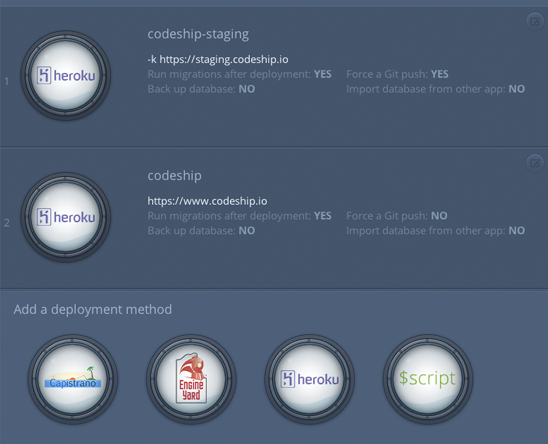 codeship-staging
-k https://staging.codeship.io
Run migrations after deployment: YES Force a Git push: YES
1 heroku
Back up database: NO Import database from other app: NO
codeship
https://www.codeship.io
Run migrations after deployment: YES Force a Git push: NO
2 heroku
Back up database: NO Import database from other app: NO
Add a deployment method
Capistrano Engine Yard heroku $script